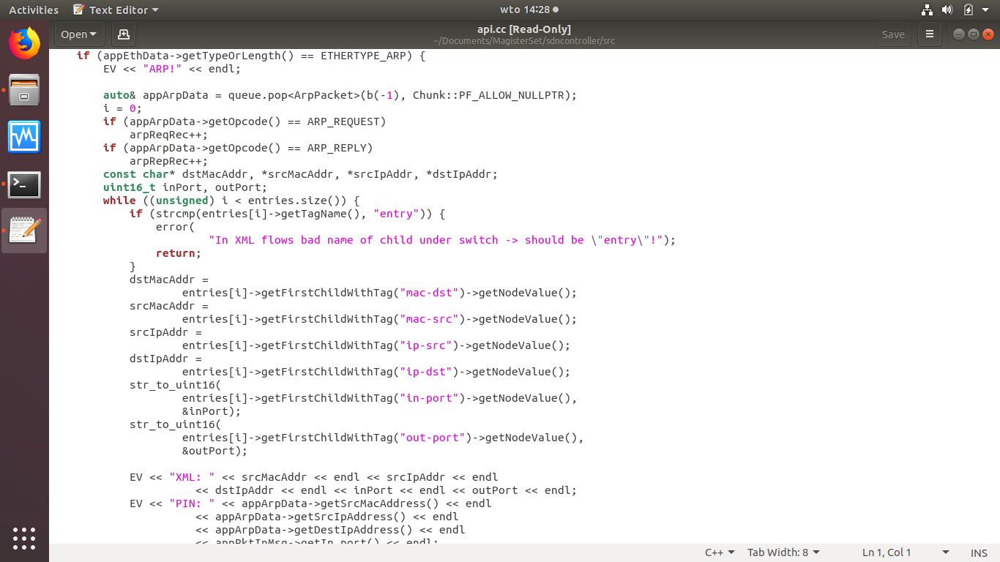 Activities Text Editor wto 14:28
Open api.cc [Read-Only] Save
~/Documents/MagisterSet/sdncontroller/src
if (appEthData->getTypeOrLength() == ETHERTYPE_ARP) {
EV << "ARP!" << endl;
auto& appArpData = queue.pop<ArpPacket>(b(-1), Chunk::PF_ALLOW_NULLPTR);
i = 0;
if (appArpData->getOpcode() == ARP_REQUEST)
arpReqRec++;
if (appArpData->getOpcode() == ARP_REPLY)
arpRepRec++;
const char* dstMacAddr, *srcMacAddr, *srcIpAddr, *dstIpAddr;
uint16_t inPort, outPort;
while ((unsigned) i < entries.size()) {
if (strcmp(entries[i]->getTagName(), "entry")) {
error(
"In XML flows bad name of child under switch -> should be \"entry\"!");
return;
}
dstMacAddr =
entries[i]->getFirstChildWithTag("mac-dst")->getNodeValue();
srcMacAddr =
entries[i]->getFirstChildWithTag("mac-src")->getNodeValue();
srcIpAddr =
entries[i]->getFirstChildWithTag("ip-src")->getNodeValue();
dstIpAddr =
entries[i]->getFirstChildWithTag("ip-dst")->getNodeValue();
str_to_uint16(
entries[i]->getFirstChildWithTag("in-port")->getNodeValue(),
&inPort);
str_to_uint16(
entries[i]->getFirstChildWithTag("out-port")->getNodeValue(),
&outPort);
EV << "XML: " << srcMacAddr << endl << srcIpAddr << endl
<< dstIpAddr << endl << inPort << endl << outPort << endl;
EV << "PIN: " << appArpData->getSrcMacAddress() << endl
<< appArpData->getSrcIpAddress() << endl
<< appArpData->getDestIpAddress() << endl
<< appPktInMsg->getIn_port() << endl;
C++ Tab Width: 8 Ln 1, Col 1 INS